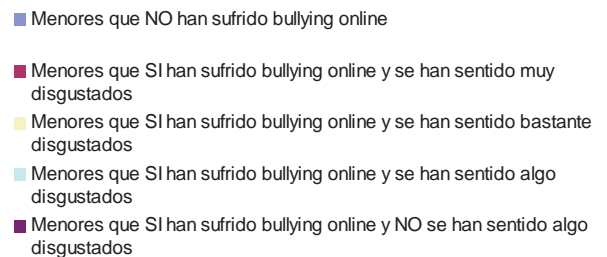 Menores que NO han sufrido bullying online
Menores que SI han sufrido bullying online y se han sentido muy
disgustados
Menores que SI han sufrido bullying online y se han sentido bastante
disgustados
Menores que SI han sufrido bullying online y se han sentido algo
disgustados
Menores que SI han sufrido bullying online y NO se han sentido algo
disgustados